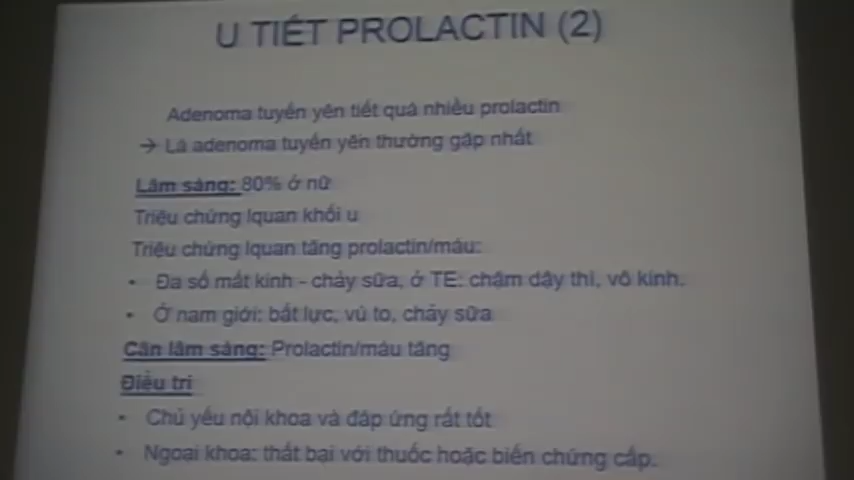 U TIẾT PROLACTIN (2)
Adenoma tuyến yên tiết quá nhiều prolactin
→ Là adenoma tuyến yên thường gặp nhất
Lâm sàng: 80% ở nữ
Triệu chứng lquan khối u
Triệu chứng lquan tăng prolactin/máu:
• Đa số mất kinh - chảy sữa, ở TE: chậm dậy thì, vô kinh.
• Ở nam giới: bất lực, vú to, chảy sữa
Cận lâm sàng: Prolactin/máu tăng
Điều trị
• Chủ yếu nội khoa và đáp ứng rất tốt
• Ngoại khoa: thất bại với thuốc hoặc biến chứng cấp.